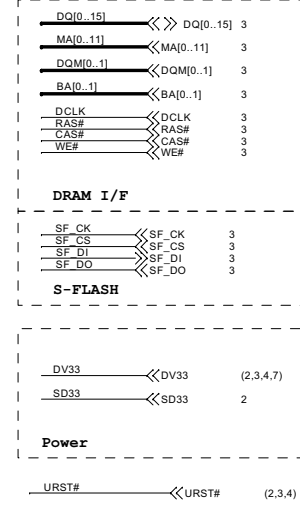 DQ[0..15] DQ[0..15] 3
MA[0..11] MA[0..11] 3
DQM[0..1] DQM[0..1] 3
BA[0..1] BA[0..1] 3
DCLK DCLK 3
RAS# RAS# 3
CAS# CAS# 3
WE# WE# 3
DRAM I/F
SF_CK SF_CK 3
SF_CS SF_CS 3
SF_DI SF_DI 3
SF_DO SF_DO 3
S-FLASH
DV33 DV33 (2,3,4,7)
SD33 SD33 2
Power
URST# URST# (2,3,4)